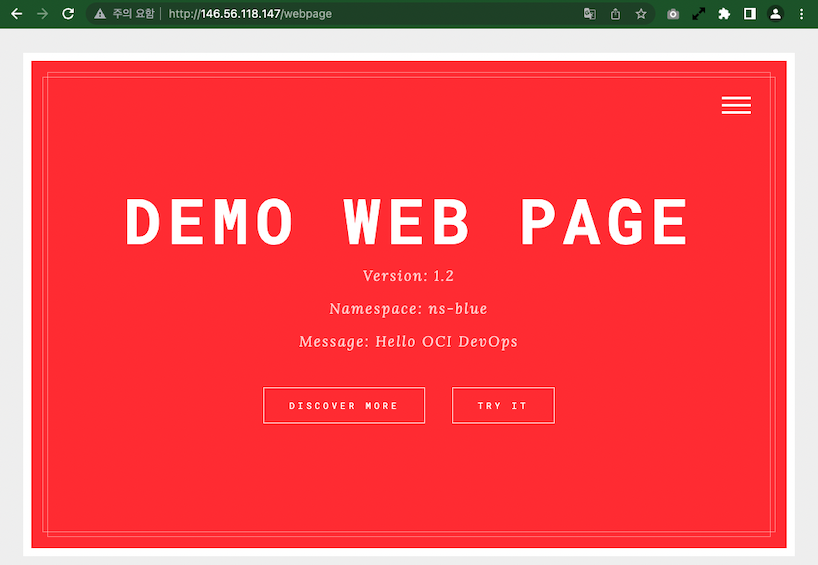 주의 요함 http://146.56.118.147/webpage
DEMO WEB PAGE
Version: 1.2
Namespace: ns-blue
Message: Hello OCI DevOps
DISCOVER MORE
TRY IT